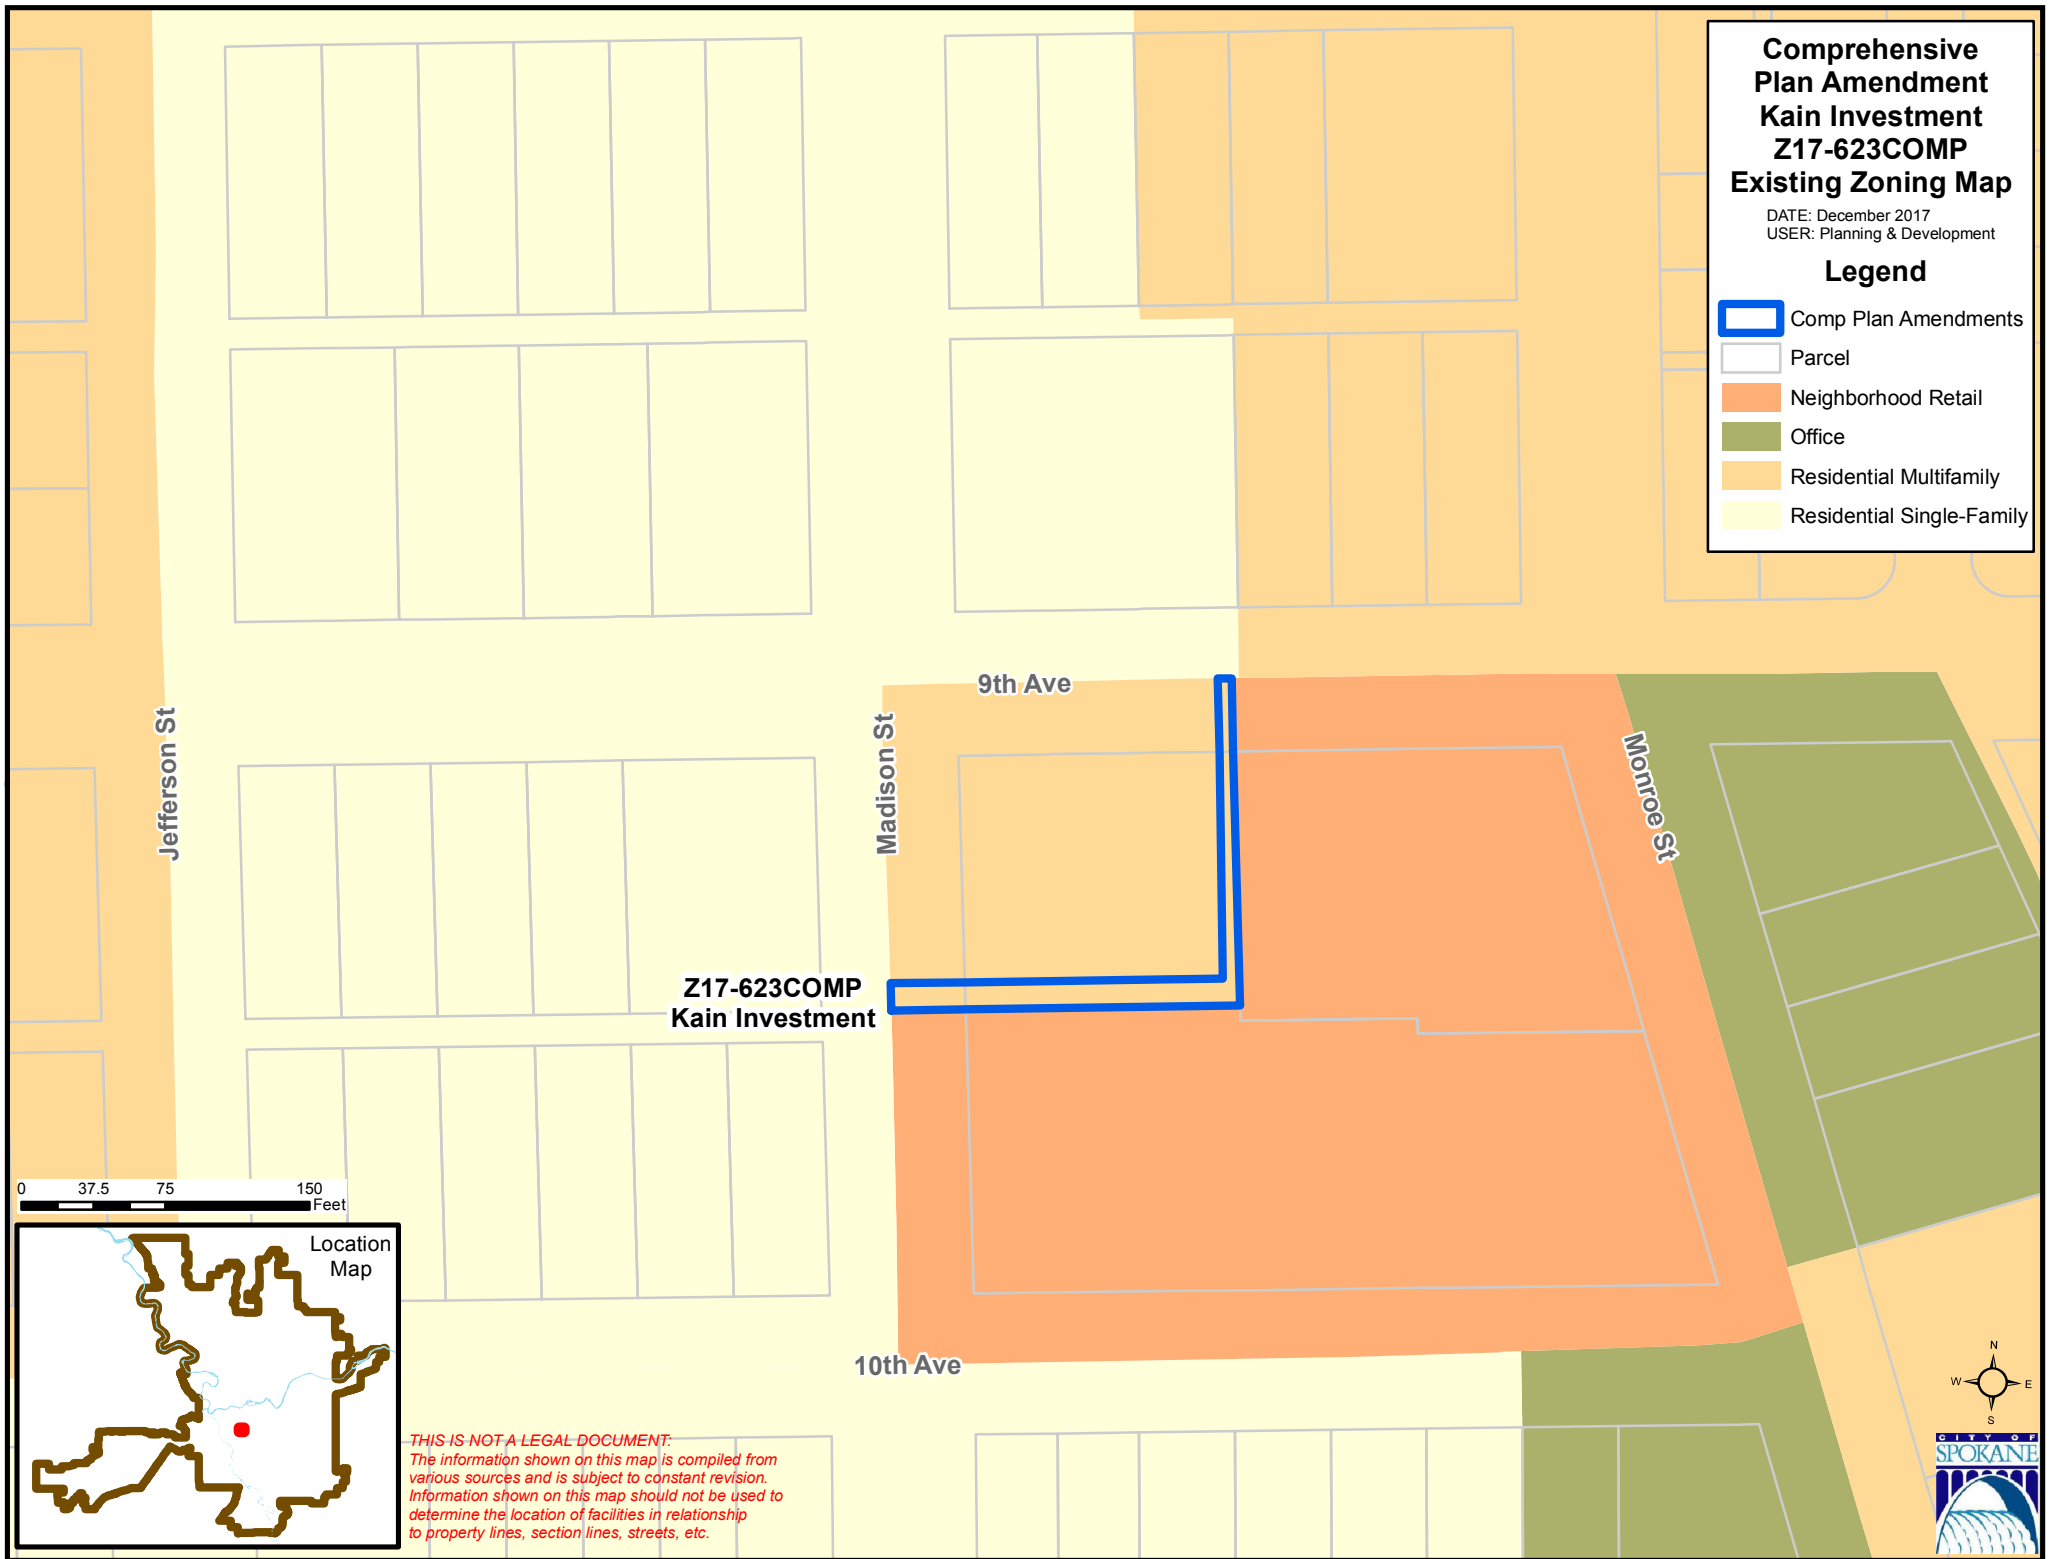 Comprehensive
Plan Amendment
Kain Investment
Z17-623COMP
Existing Zoning Map
DATE: December 2017
USER: Planning & Development
Legend
Comp Plan Amendments
Parcel
Neighborhood Retail
Office
Residential Multifamily
Residential Single-Family
9th Ave
Jefferson St
Madison St
Monroe St
Z17-623COMP
Kain Investment
10th Ave
0 37.5 75 150
Feet
Location
Map
THIS IS NOT A LEGAL DOCUMENT:
The information shown on this map is compiled from
various sources and is subject to constant revision.
Information shown on this map should not be used to
determine the location of facilities in relationship
to property lines, section lines, streets, etc.
N
W E
S
CITY OF
SPOKANE